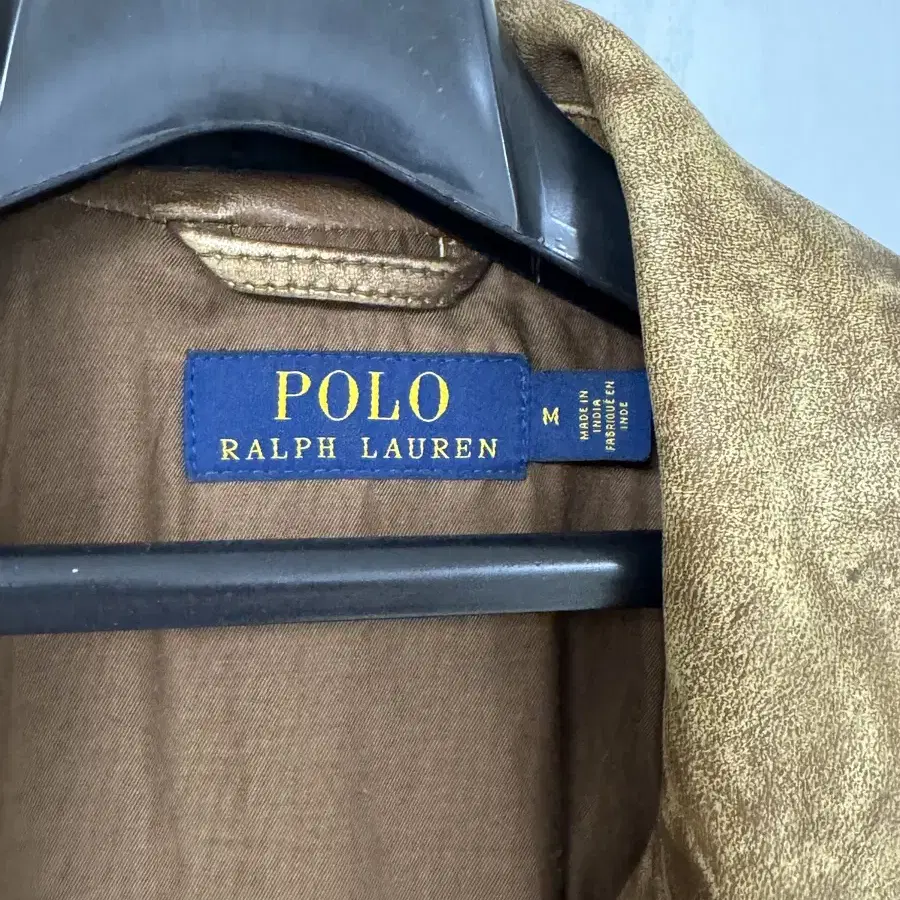 POLO
RALPH LAUREN
M
MADE IN
INDIA
FABRIQUÉ EN
INDE